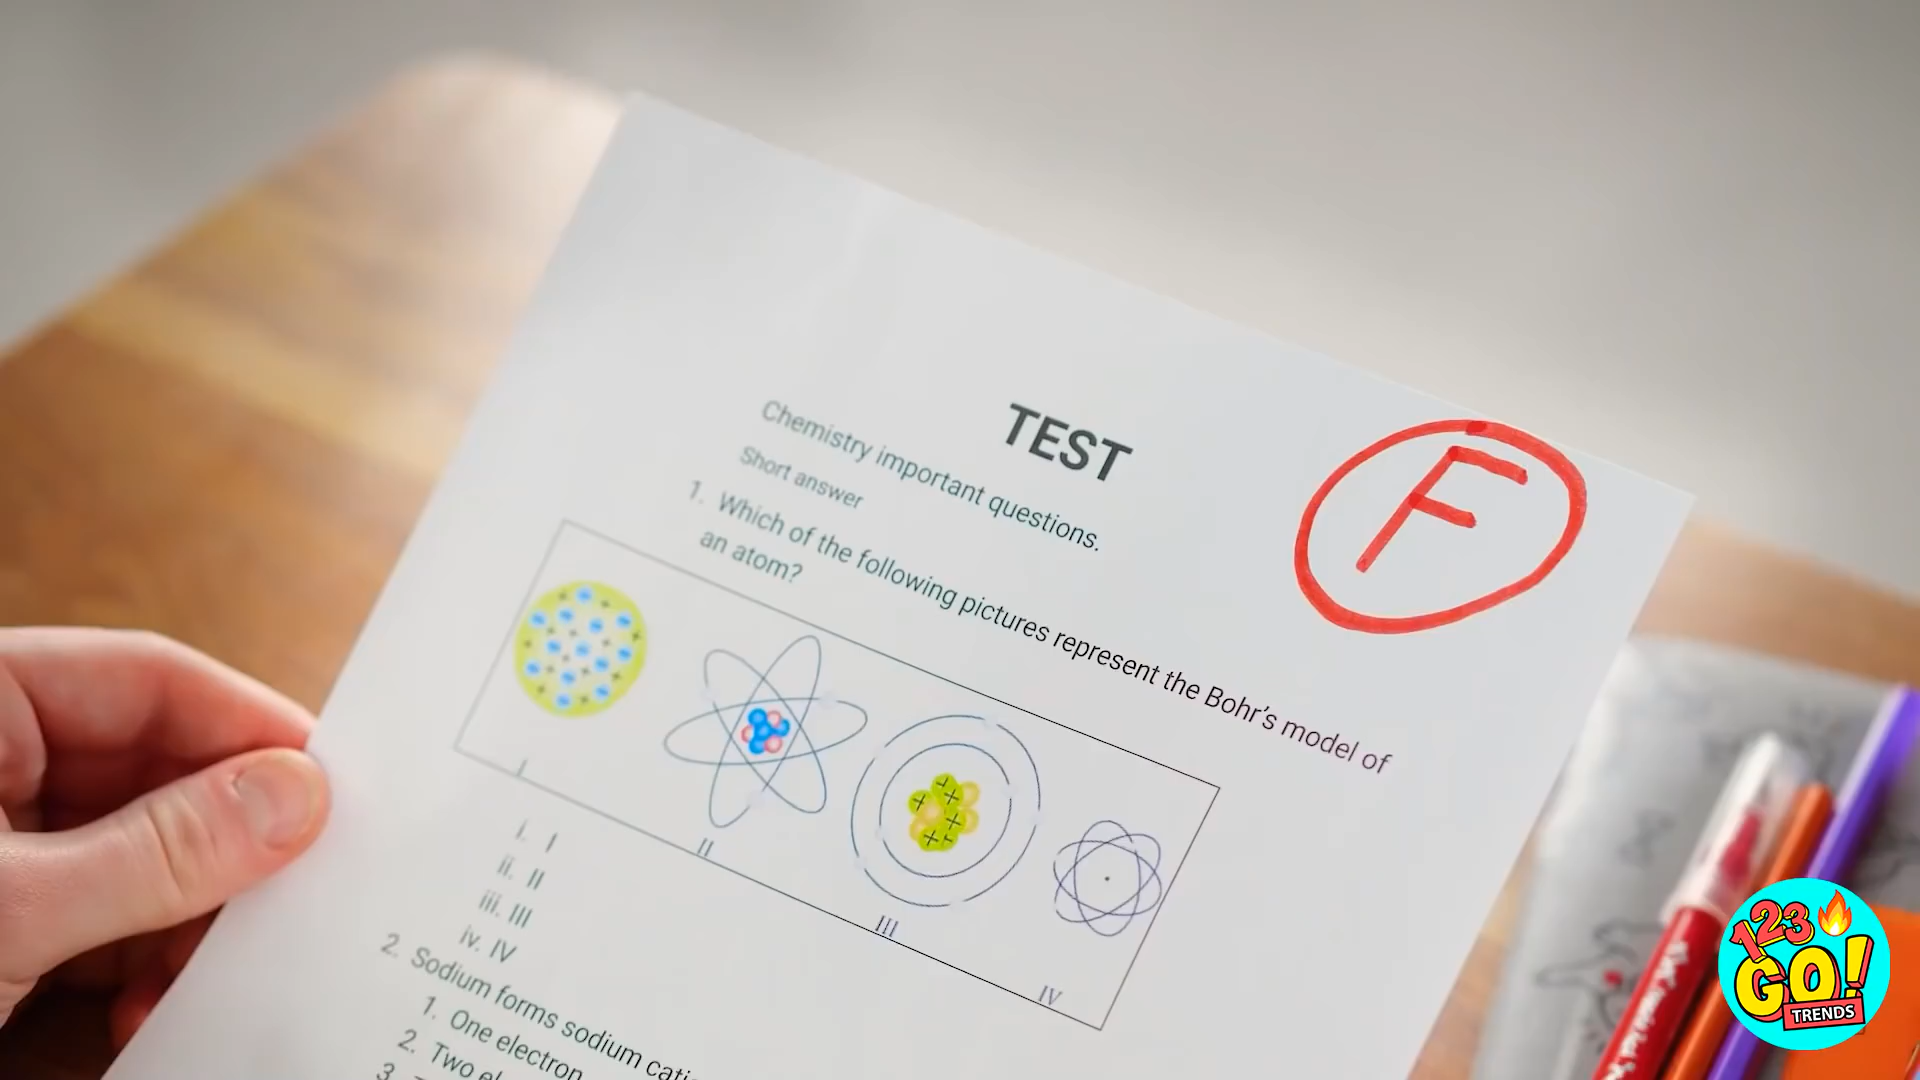 TEST
F
Chemistry important questions.
Short answer
1. Which of the following pictures represent the Bohr's model of
an atom?
I
II
III
IV
i. I
ii. II
iii. III
iv. IV
2. Sodium forms sodium
1. One electron
2. Two
3.
123
GO!
TRENDS